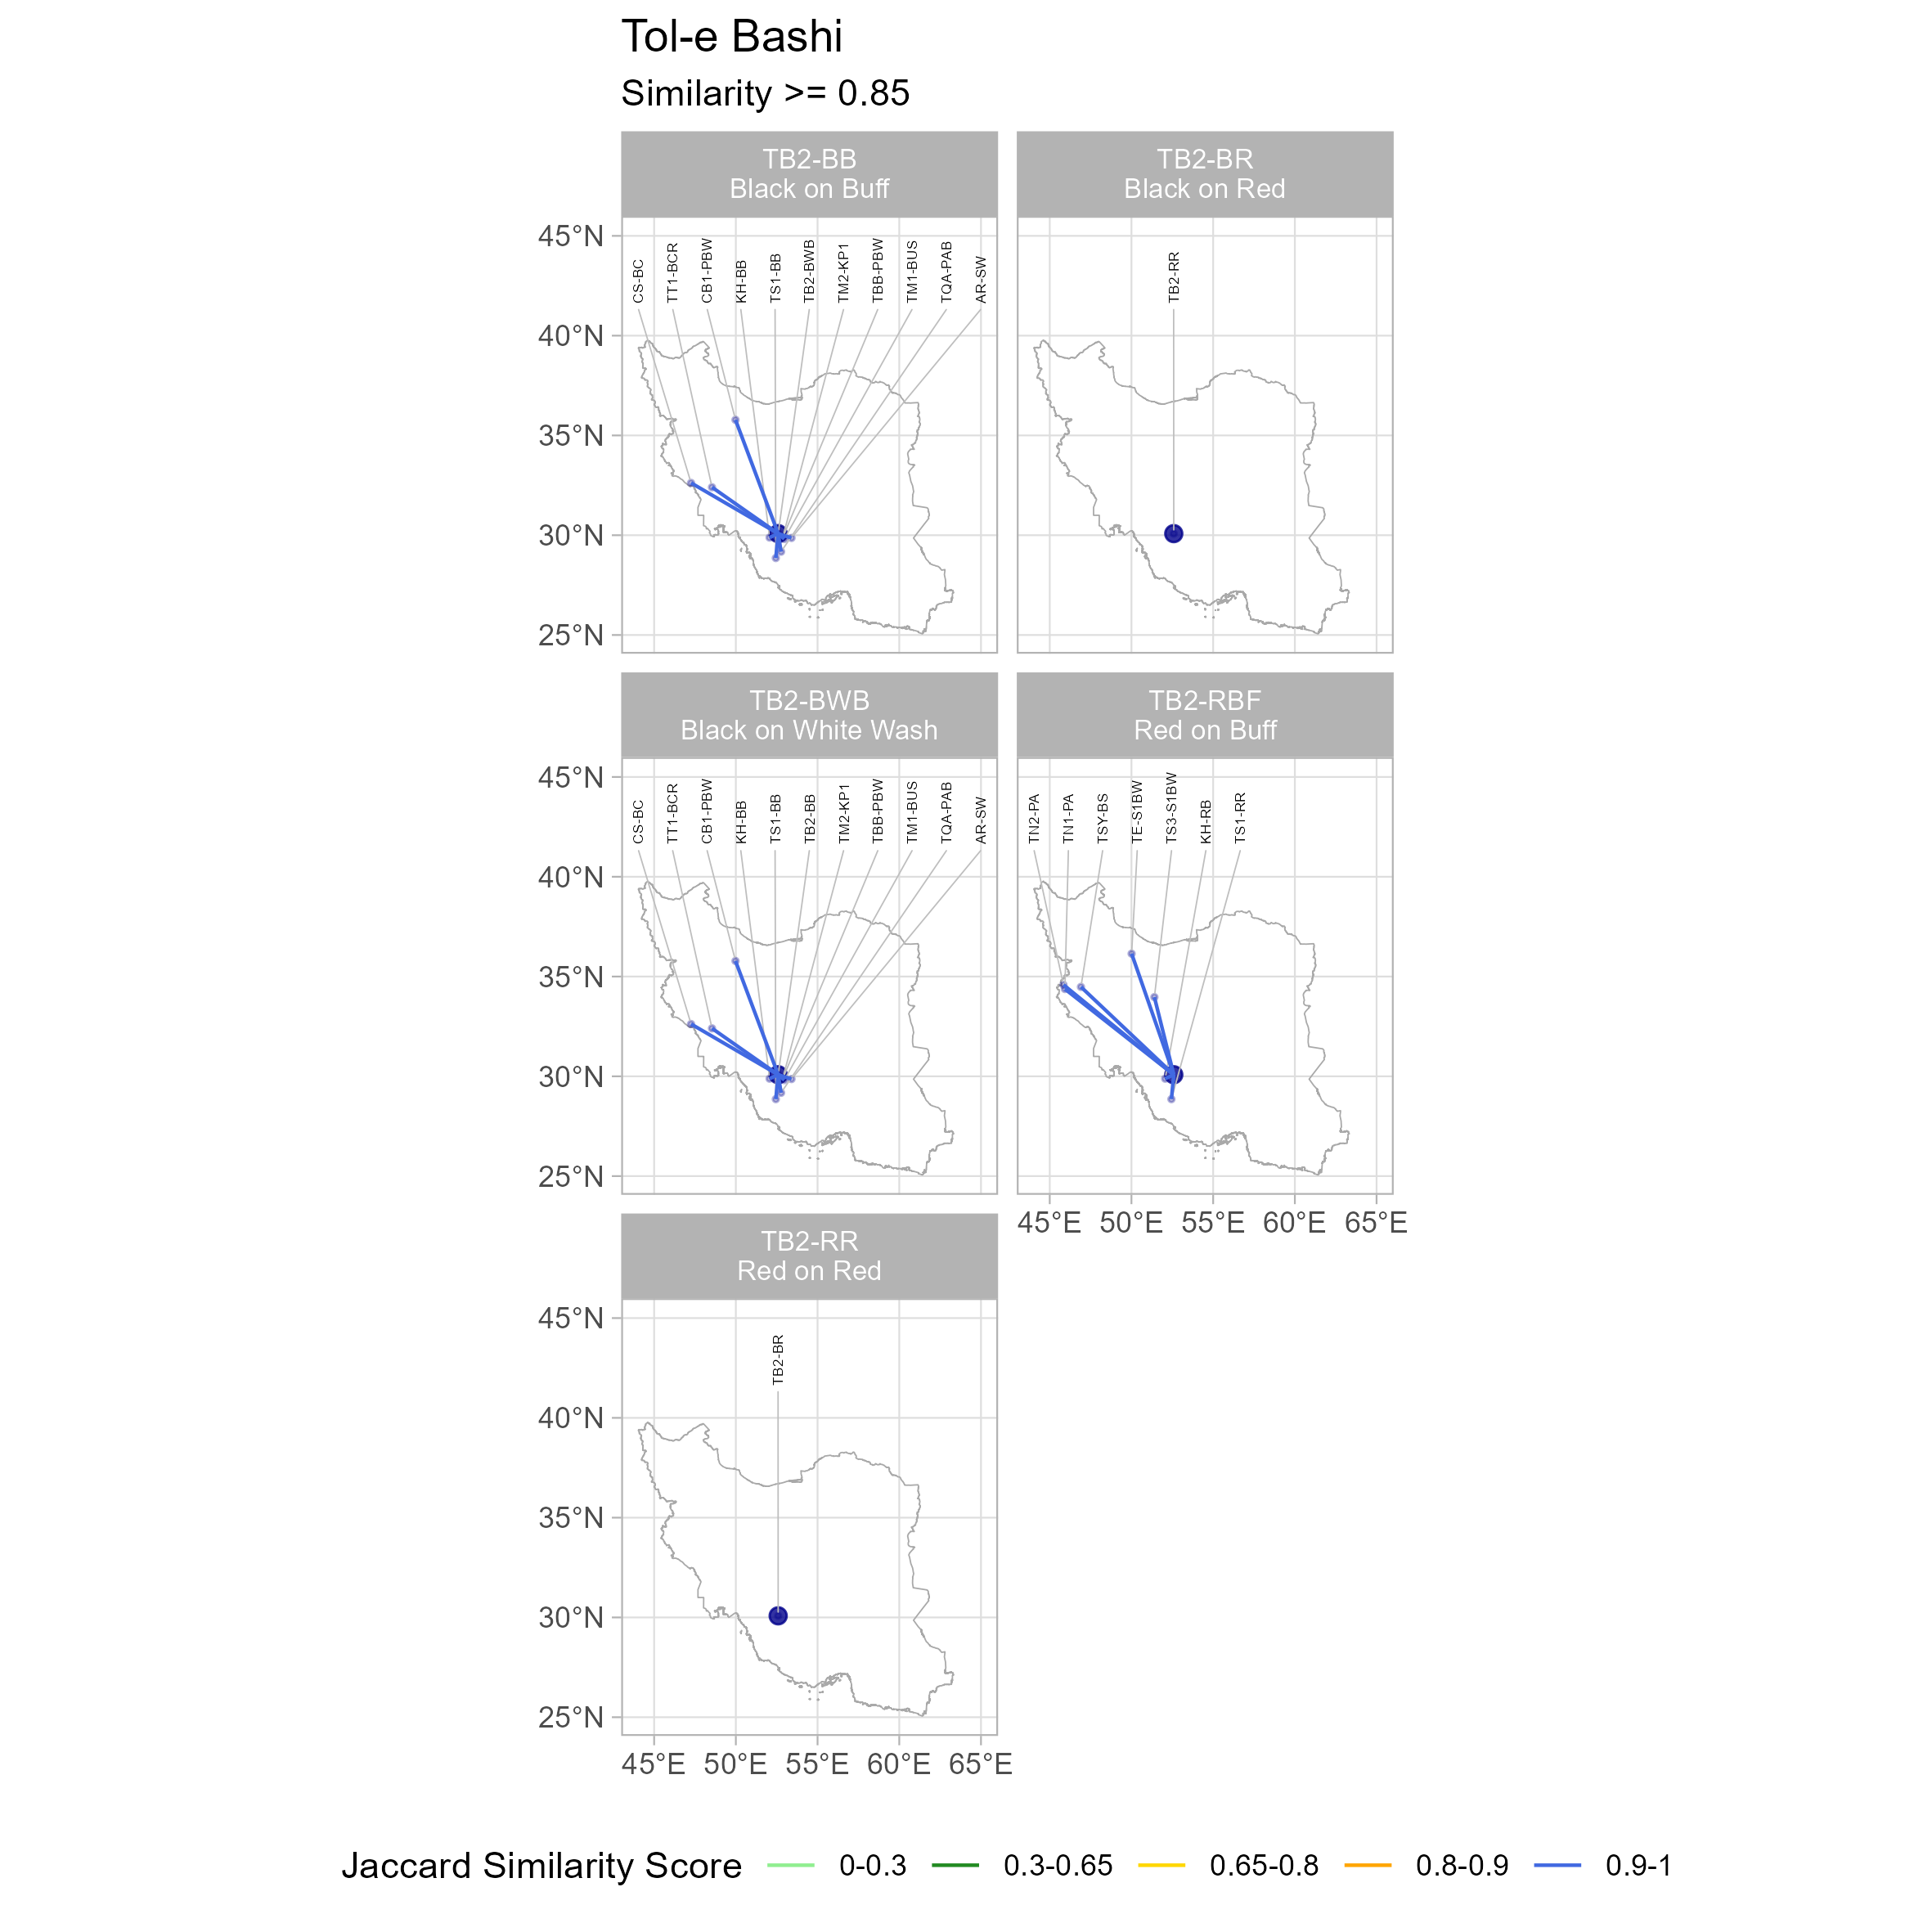 Tol-e Bashi
Similarity >= 0.85
TB2-BB
Black on Buff
TB2-BR
Black on Red
45°N
40°N
35°N
30°N
25°N
CS-BC
TT1-BCR
CB1-PBW
KH-BB
TS1-BB
TB2-BWB
TM2-KP1
TBB-PBW
TM1-BUS
TQA-PAB
AR-SW
TB2-RR
TB2-BWB
Black on White Wash
TB2-RBF
Red on Buff
45°N
40°N
35°N
30°N
25°N
CS-BC
TT1-BCR
CB1-PBW
KH-BB
TS1-BB
TB2-BB
TM2-KP1
TBB-PBW
TM1-BUS
TQA-PAB
AR-SW
TN2-PA
TN1-PA
TSY-BS
TE-S1BW
TS3-S1BW
KH-RB
TS1-RR
45°E 50°E 55°E 60°E 65°E
TB2-RR
Red on Red
45°N
40°N
35°N
30°N
25°N
TB2-BR
45°E 50°E 55°E 60°E 65°E
Jaccard Similarity Score 0-0.3 0.3-0.65 0.65-0.8 0.8-0.9 0.9-1